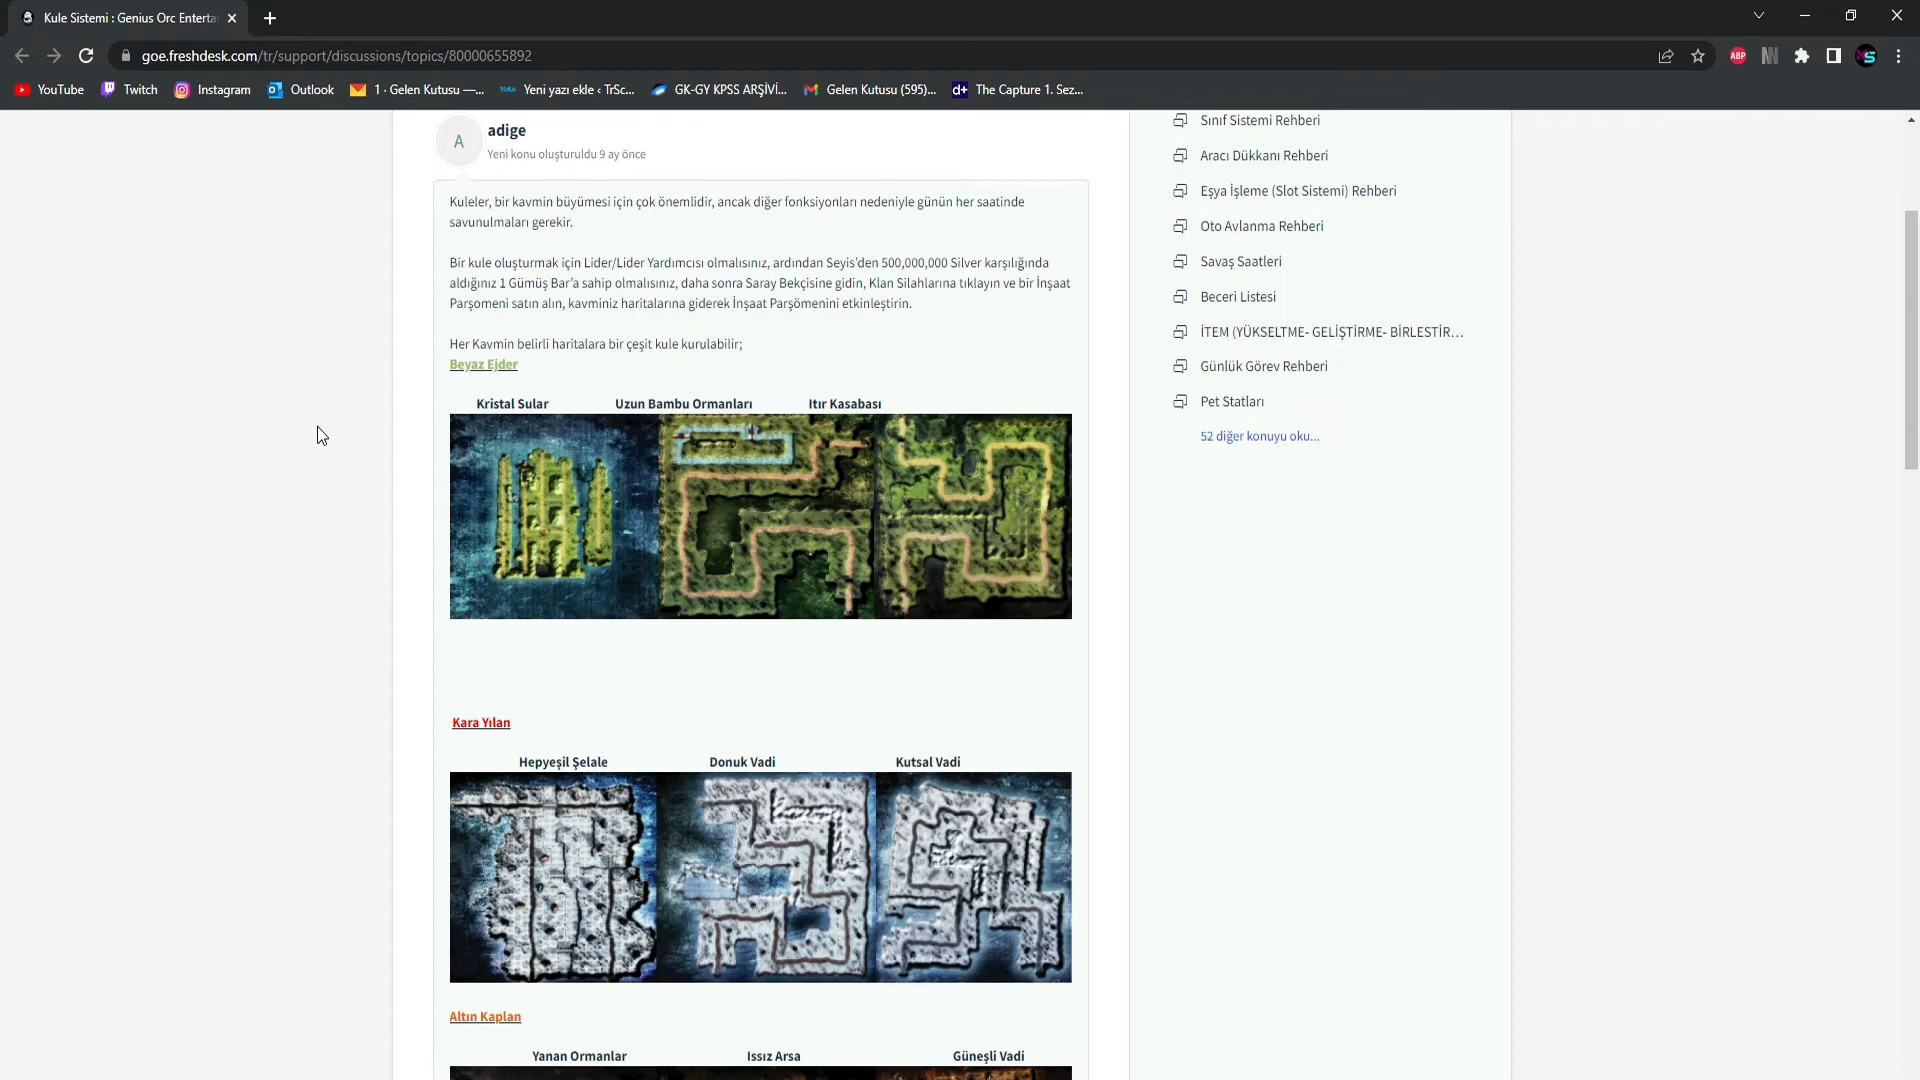 Kule Sistemi : Genius Orc Enterta
goe.freshdesk.com/tr/support/discussions/topics/80000655892
ABP
YouTube
Twitch
Instagram
Outlook
1 · Gelen Kutusu —...
Yeni yazı ekle ‹ TrSc...
GK-GY KPSS ARŞİVİ...
Gelen Kutusu (595)...
d+
The Capture 1. Sez...
A
adige
Yeni konu oluşturuldu 9 ay önce
Kuleler, bir kavmin büyümesi için çok önemlidir, ancak diğer fonksiyonları nedeniyle günün her saatinde
savunulmaları gerekir.
Bir kule oluşturmak için Lider/Lider Yardımcısı olmalısınız, ardından Seyis'den 500,000,000 Silver karşılığında
aldığınız 1 Gümüş Bar'a sahip olmalısınız, daha sonra Saray Bekçisine gidin, Klan Silahlarına tıklayın ve bir İnşaat
Parşomeni satın alın, kavminiz haritalarına giderek İnşaat Parşömenini etkinleştirin.
Her Kavmin belirli haritalara bir çeşit kule kurulabilir;
Beyaz Ejder
Kristal Sular
Uzun Bambu Ormanları
Itır Kasabası
Kara Yılan
Hepyeşil Şelale
Donuk Vadi
Kutsal Vadi
Altın Kaplan
Yanan Ormanlar
Issız Arsa
Güneşli Vadi
Sınıf Sistemi Rehberi
Aracı Dükkanı Rehberi
Eşya İşleme (Slot Sistemi) Rehberi
Oto Avlanma Rehberi
Savaş Saatleri
Beceri Listesi
İTEM (YÜKSELTME- GELİŞTİRME- BİRLESTİR...
Günlük Görev Rehberi
Pet Statları
52 diğer konuyu oku...